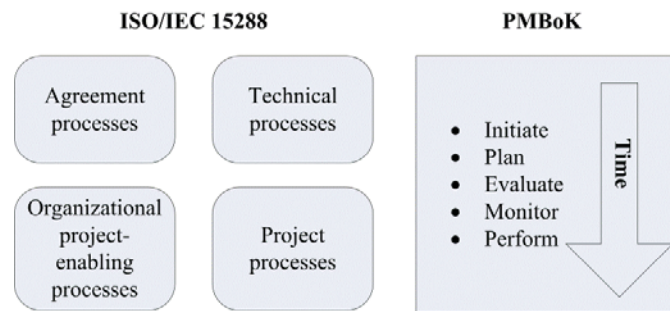 ISO/IEC 15288
PMBoK
Agreement
processes
Technical
processes
Organizational
project-
enabling
processes
Project
processes
• Initiate
• Plan
• Evaluate
• Monitor
• Perform
Time